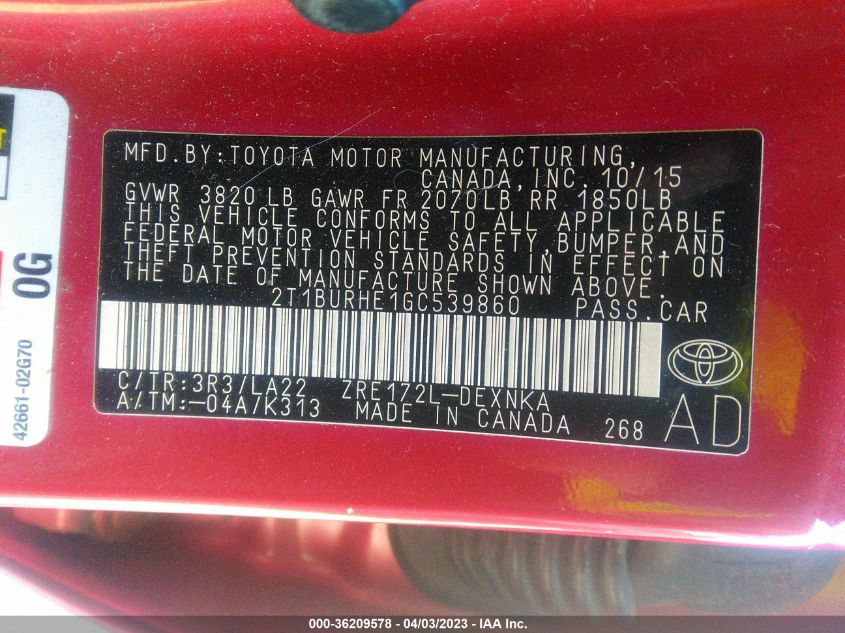 MFD.BY:TOYOTA MOTOR MANUFACTURING,
CANADA,INC. 10/15
GVWR 3820 LB GAWR FR 2070LB RR 1850LB
THIS VEHICLE CONFORMS TO ALL APPLICABLE
FEDERAL MOTOR VEHICLE SAFETY,BUMPER,AND
THEFT PREVENTION STANDARDS IN EFFECT ON
THE DATE OF MANUFACTURE SHOWN ABOVE.
2T1BURHE1GC539860 PASS.CAR
C/TR:3R3/LA22 ZRE172L-DEXNKA
A/TM:-04A7K313 MADE IN CANADA 268
AD
0G
42661-02G70
000-36209578 - 04/03/2023 - IAA Inc.